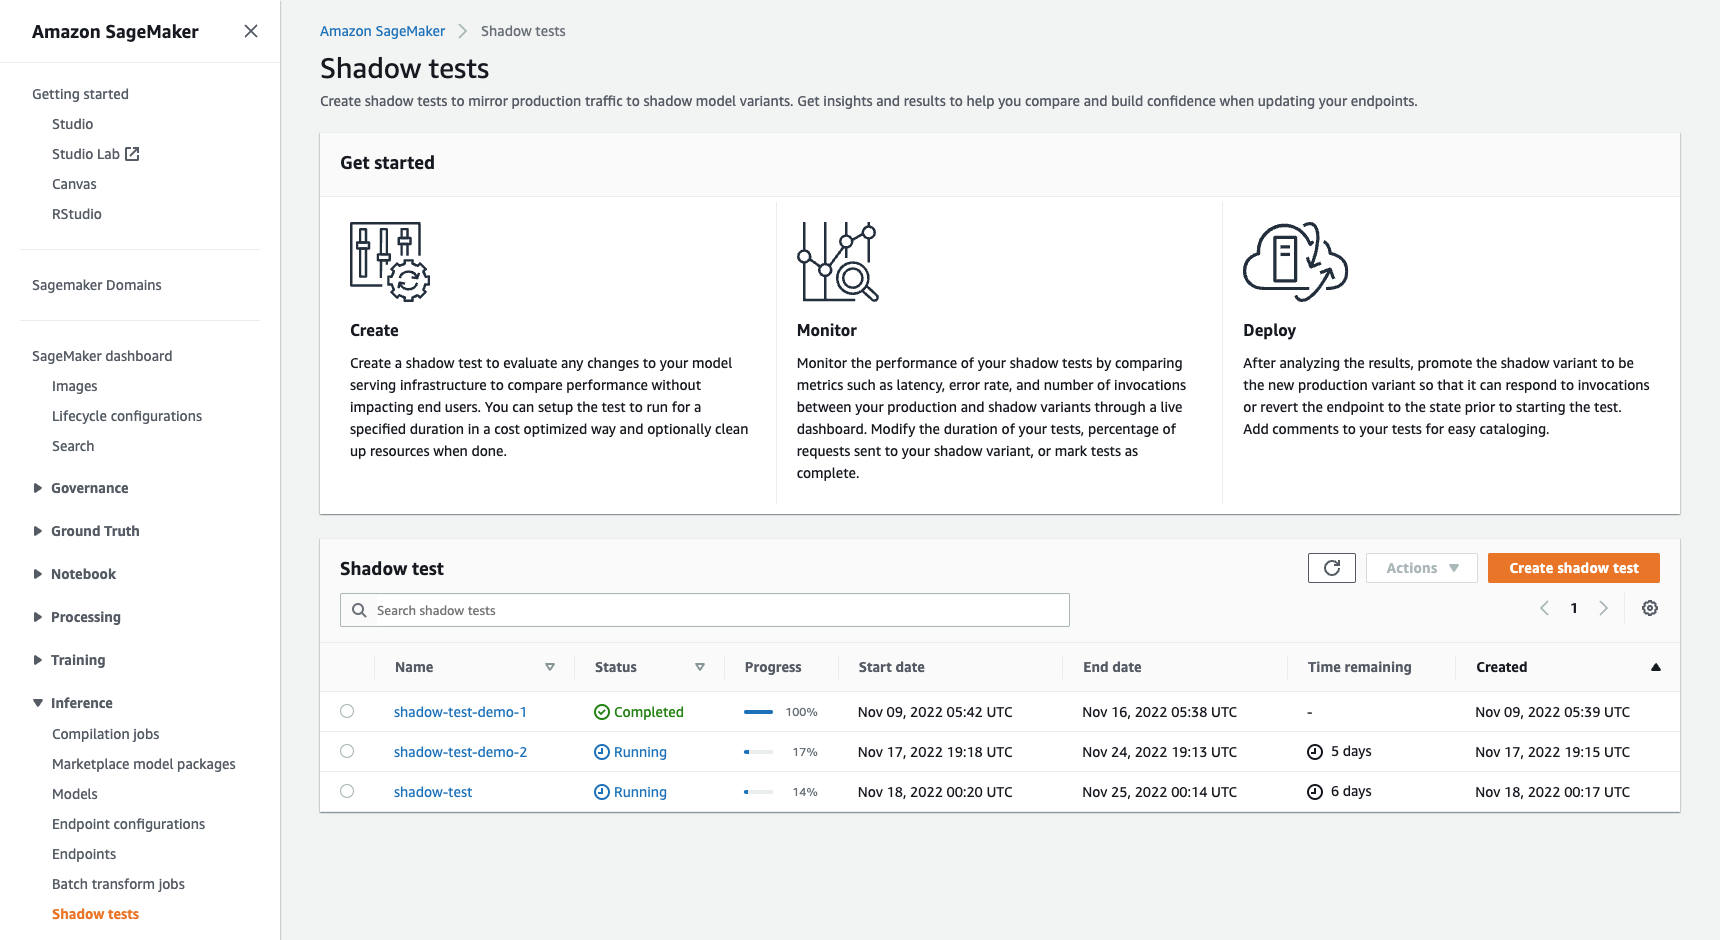 Amazon SageMaker
Getting started
Studio
Studio Lab
Canvas
RStudio
Sagemaker Domains
SageMaker dashboard
Images
Lifecycle configurations
Search
Governance
Ground Truth
Notebook
Processing
Training
Inference
Compilation jobs
Marketplace model packages
Models
Endpoint configurations
Endpoints
Batch transform jobs
Shadow tests
Amazon SageMaker Shadow tests
Shadow tests
Create shadow tests to mirror production traffic to shadow model variants. Get insights and results to help you compare and build confidence when updating your endpoints.
Get started
Create
Create a shadow test to evaluate any changes to your model
serving infrastructure to compare performance without
impacting end users. You can setup the test to run for a
specified duration in a cost optimized way and optionally clean
up resources when done.
Monitor
Monitor the performance of your shadow tests by comparing
metrics such as latency, error rate, and number of invocations
between your production and shadow variants through a live
dashboard. Modify the duration of your tests, percentage of
requests sent to your shadow variant, or mark tests as
complete.
Deploy
After analyzing the results, promote the shadow variant to be
the new production variant so that it can respond to invocations
or revert the endpoint to the state prior to starting the test.
Add comments to your tests for easy cataloging.
Shadow test
Actions
Create shadow test
Search shadow tests
1
Name Status Progress Start date End date Time remaining Created
shadow-test-demo-1 Completed 100% Nov 09, 2022 05:42 UTC Nov 16, 2022 05:38 UTC - Nov 09, 2022 05:39 UTC
shadow-test-demo-2 Running 17% Nov 17, 2022 19:18 UTC Nov 24, 2022 19:13 UTC 5 days Nov 17, 2022 19:15 UTC
shadow-test Running 14% Nov 18, 2022 00:20 UTC Nov 25, 2022 00:14 UTC 6 days Nov 18, 2022 00:17 UTC